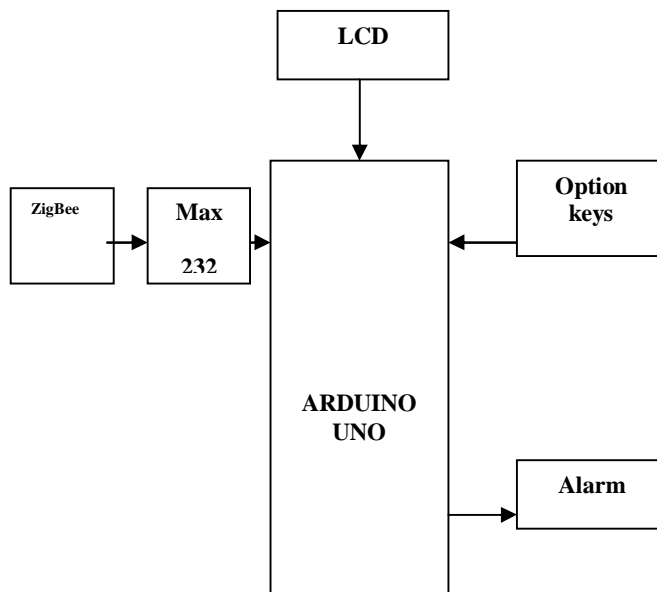 LCD
ZigBee
Max
232
Option
keys
ARDUINO
UNO
Alarm